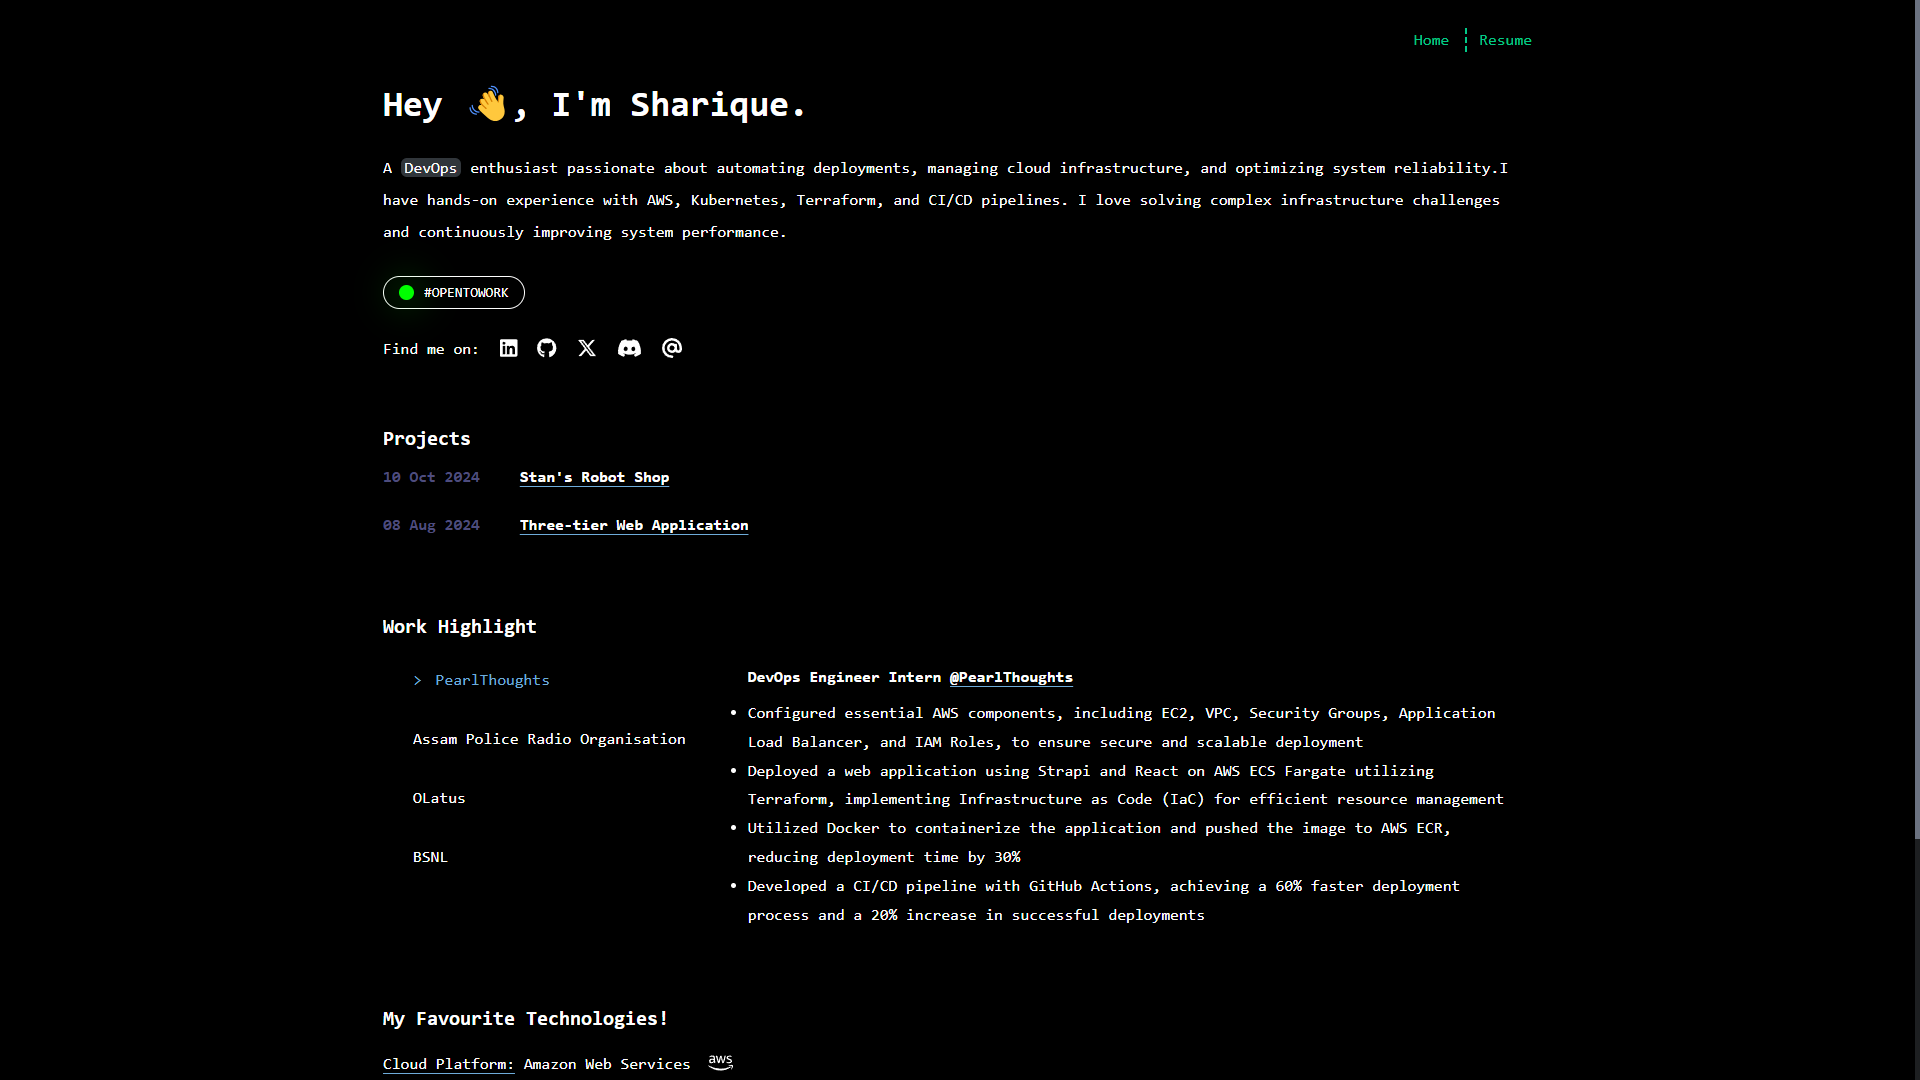 Home Resume
Hey 👋, I'm Sharique.
A DevOps enthusiast passionate about automating deployments, managing cloud infrastructure, and optimizing system reliability.I
have hands-on experience with AWS, Kubernetes, Terraform, and CI/CD pipelines. I love solving complex infrastructure challenges
and continuously improving system performance.
#OPENTOWORK
Find me on:
Projects
10 Oct 2024 Stan's Robot Shop
08 Aug 2024 Three-tier Web Application
Work Highlight
> PearlThoughts
Assam Police Radio Organisation
OLatus
BSNL
DevOps Engineer Intern @PearlThoughts
• Configured essential AWS components, including EC2, VPC, Security Groups, Application
Load Balancer, and IAM Roles, to ensure secure and scalable deployment
• Deployed a web application using Strapi and React on AWS ECS Fargate utilizing
Terraform, implementing Infrastructure as Code (IaC) for efficient resource management
• Utilized Docker to containerize the application and pushed the image to AWS ECR,
reducing deployment time by 30%
• Developed a CI/CD pipeline with GitHub Actions, achieving a 60% faster deployment
process and a 20% increase in successful deployments
My Favourite Technologies!
Cloud Platform: Amazon Web Services aws